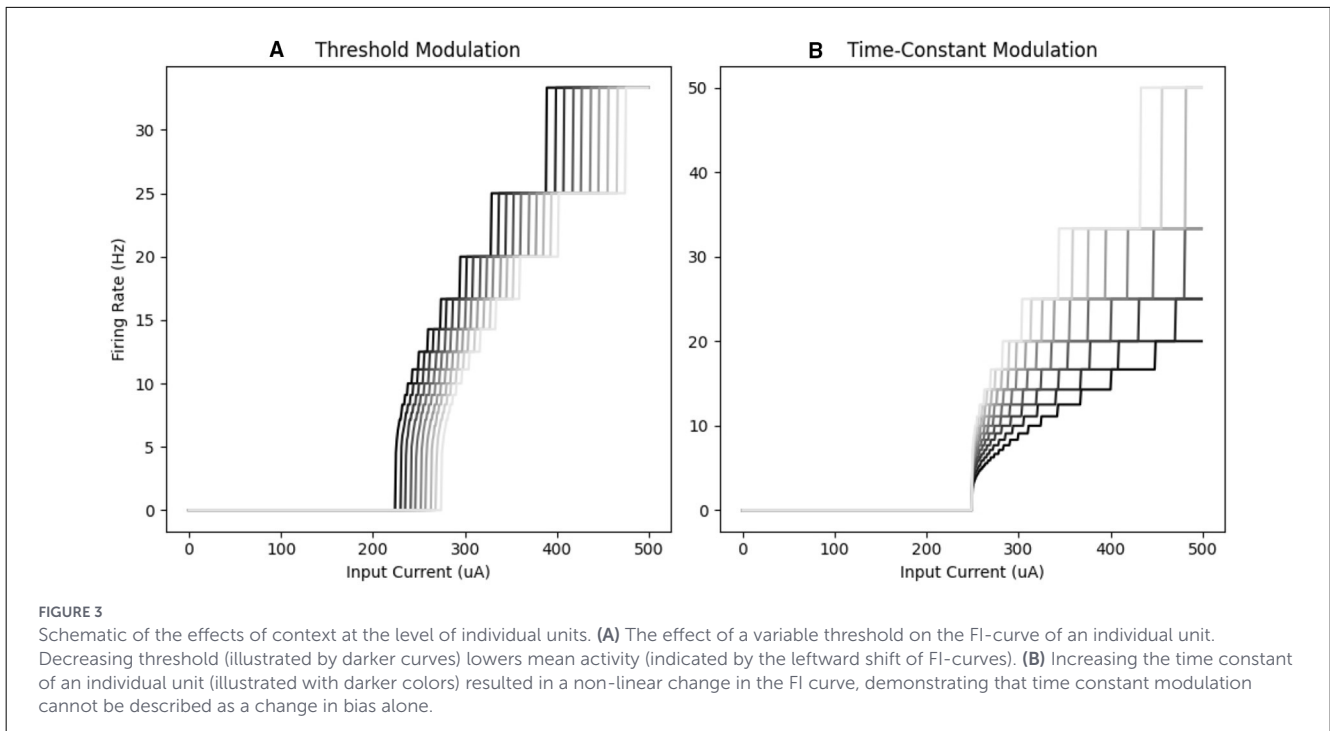 A Threshold Modulation
B Time-Constant Modulation
Firing Rate (Hz)
30
25
20
15
10
5
0
0 100 200 300 400 500
Input Current (uA)
50
40
30
20
10
0
0 100 200 300 400 500
Input Current (uA)
FIGURE 3
Schematic of the effects of context at the level of individual units. (A) The effect of a variable threshold on the FI-curve of an individual unit.
Decreasing threshold (illustrated by darker curves) lowers mean activity (indicated by the leftward shift of FI-curves). (B) Increasing the time constant
of an individual unit (illustrated with darker colors) resulted in a non-linear change in the FI curve, demonstrating that time constant modulation
cannot be described as a change in bias alone.